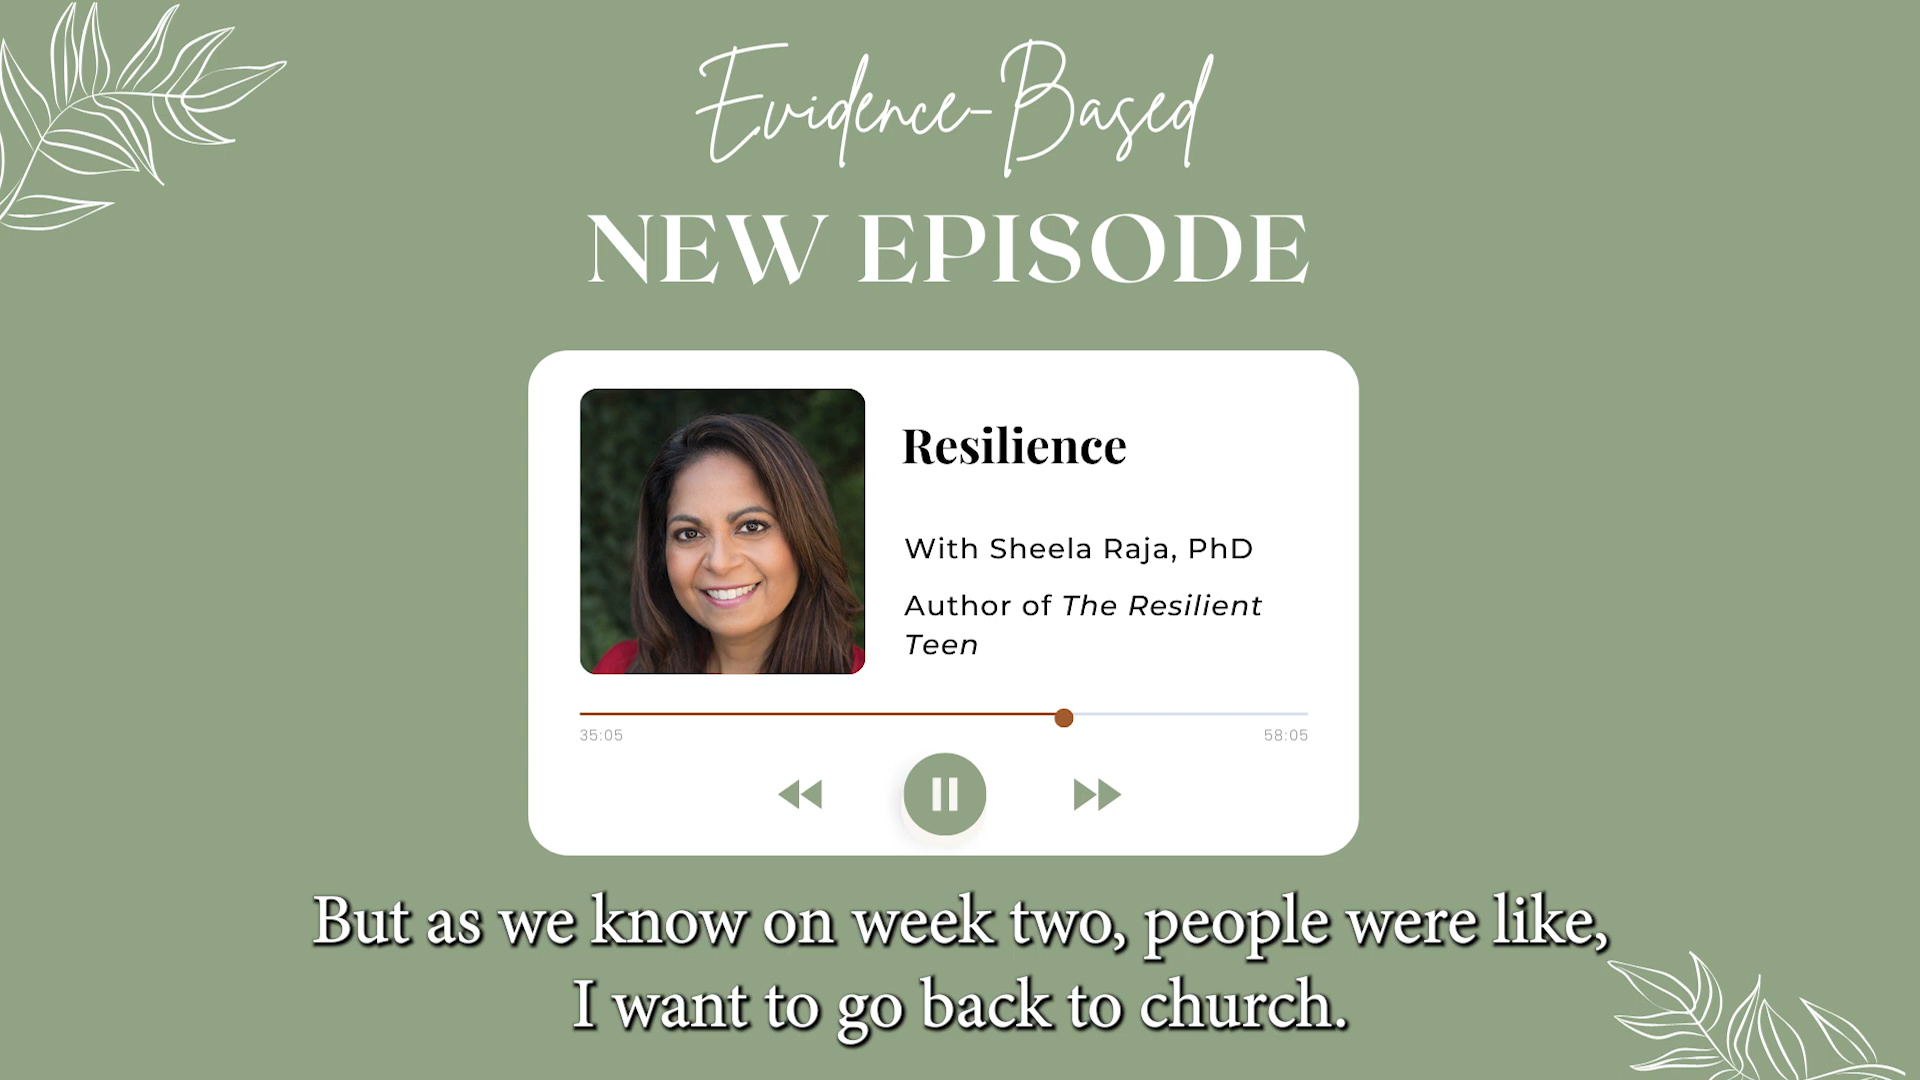 Evidence-Based
NEW EPISODE
Resilience
With Sheela Raja, PhD
Author of The Resilient
Teen
35:05
58:05
But as we know on week two, people were like,
I want to go back to church.